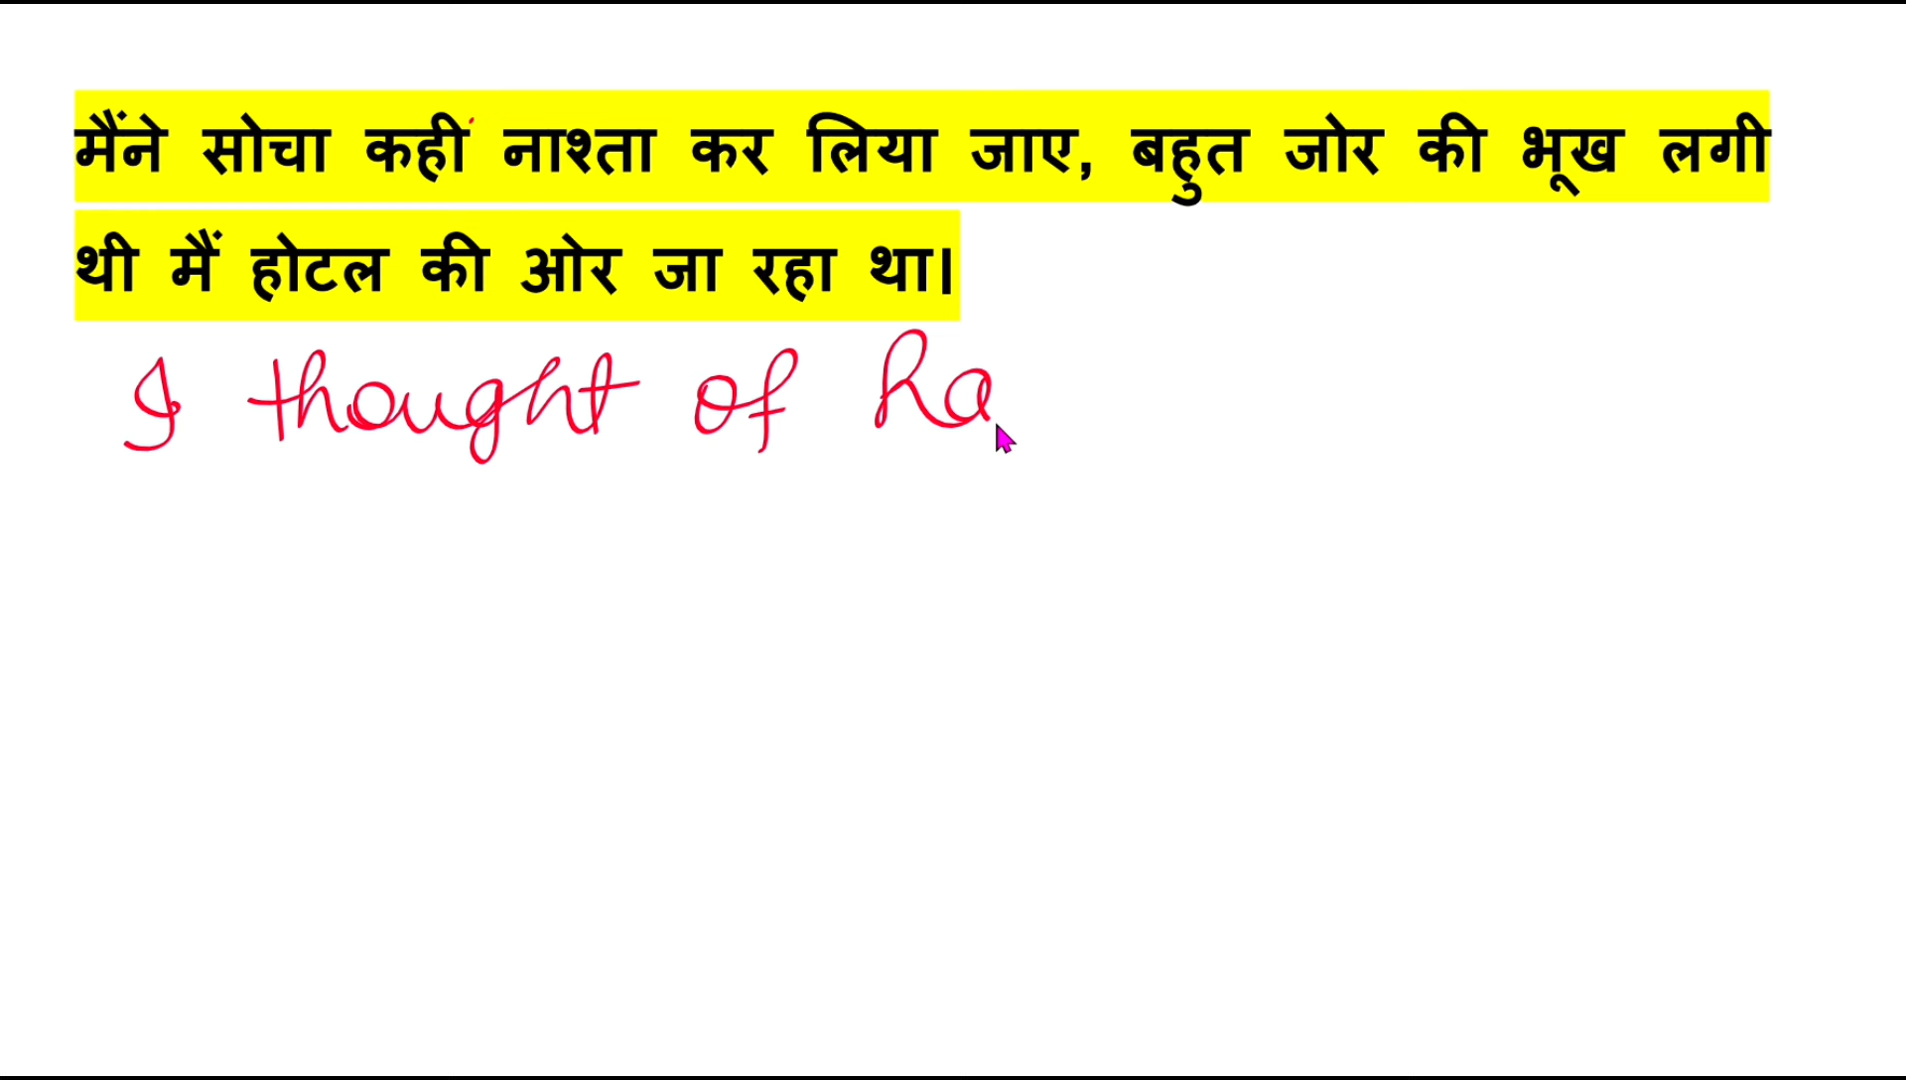 मैंने सोचा कहीं नाश्ता कर लिया जाए, बहुत जोर की भूख लगी
थी मैं होटल की ओर जा रहा था।
I thought of ha